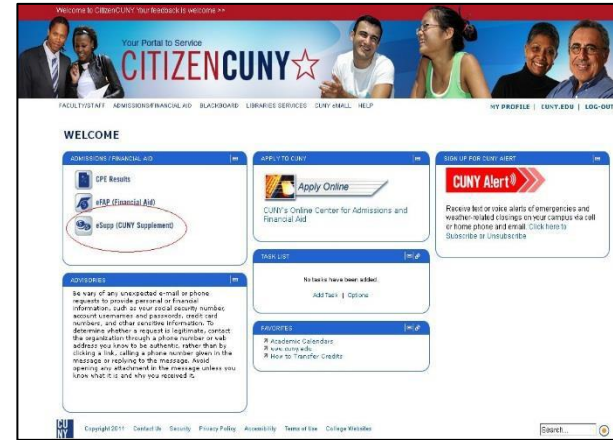 Welcome to CitizenCUNY. Your feedback is welcome >>
Your Portal to Service
CITIZENCUNY
FACULTY/STAFF ADMISSIONS/FINANCIAL AID BLACKBOARD LIBRARIES SERVICES CUNY eMALL HELP
MY PROFILE | CUNY.EDU | LOG-OUT
WELCOME
ADMISSIONS / FINANCIAL AID
CPE Results
eFAP (Financial Aid)
eSupp (CUNY Supplement)
ADVISORIES
Be wary of any unexpected e-mail or phone
requests to provide personal or financial
information, such as your social security number,
account usernames and passwords, credit card
numbers, and other sensitive information. To
determine whether a request is legitimate, contact
the organization through a phone number or web
address you know to be authentic, rather than by
clicking a link, calling a phone number given in the
message or replying to the message. Avoid
opening any attachment in the message unless you
know what it is and why you received it.
APPLY TO CUNY
Apply Online
CUNY's Online Center for Admissions and
Financial Aid
TASK LIST
No tasks have been added.
Add Task | Options
FAVORITES
Academic Calendars
www.cuny.edu
How to Transfer Credits
SIGN UP FOR CUNY ALERT
CUNY A!ert
Receive text or voice alerts of emergencies and
weather-related closings on your campus via cell
or home phone and email. Click here to
Subscribe or Unsubscribe
CU
NY
Copyright 2011 Contact Us Security Privacy Policy Accessibility Terms of Use College Websites
Search...